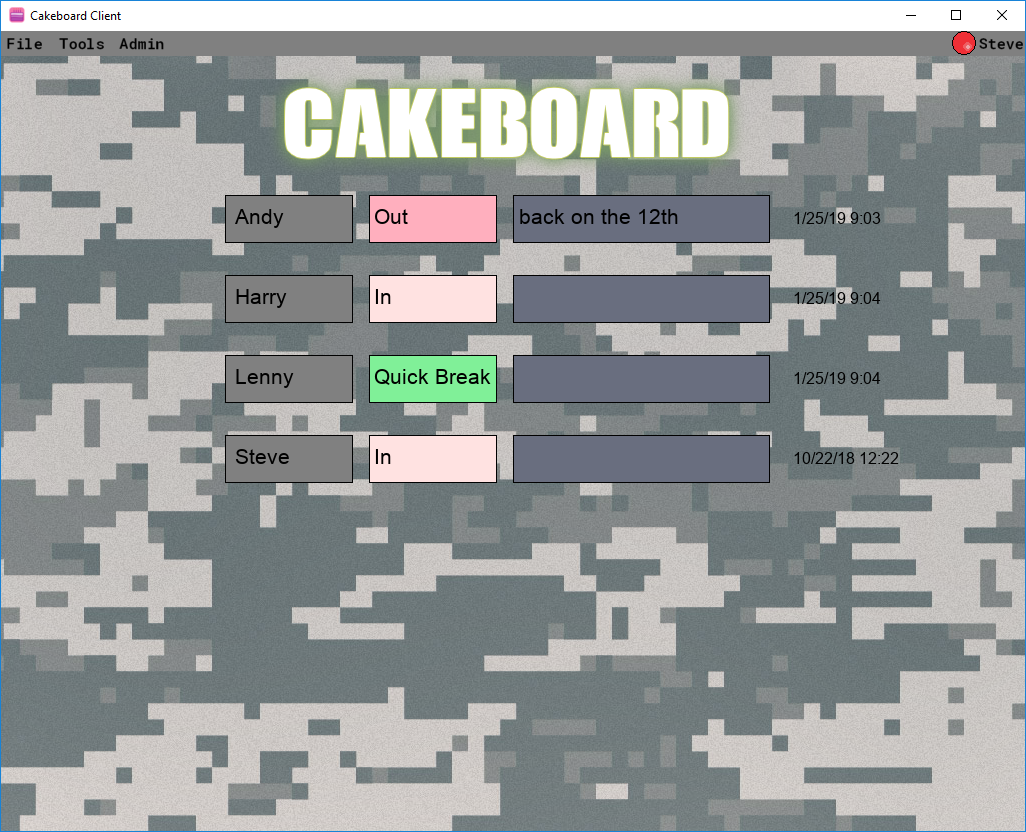 Cakeboard Client
File Tools Admin Steve
CAKEBOARD
Andy Out back on the 12th 1/25/19 9:03
Harry In 1/25/19 9:04
Lenny Quick Break 1/25/19 9:04
Steve In 10/22/18 12:22